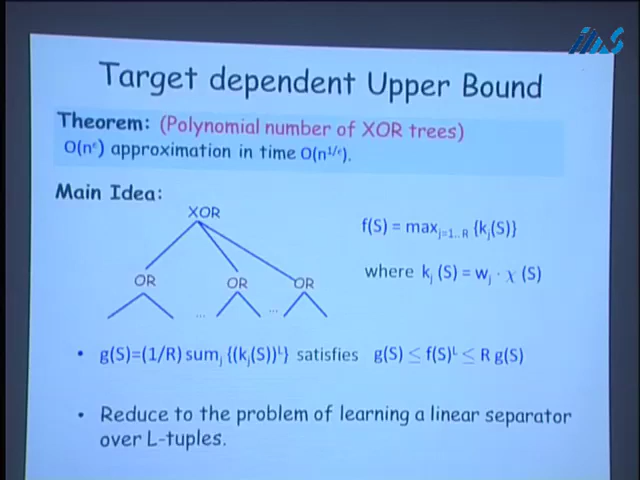 ims
Target dependent Upper Bound
Theorem: (Polynomial number of XOR trees)
O(nᵋ) approximation in time O(n^{1/ε}).
Main Idea:
XOR
f(S) = max_{j=1..R} {k_j(S)}
where k_j (S) = w_j · χ (S)
OR OR OR
... ...
• g(S)=(1/R) sum_j {(k_j(S))^L} satisfies g(S) ≤ f(S)^L ≤ R g(S)
• Reduce to the problem of learning a linear separator
over L-tuples.